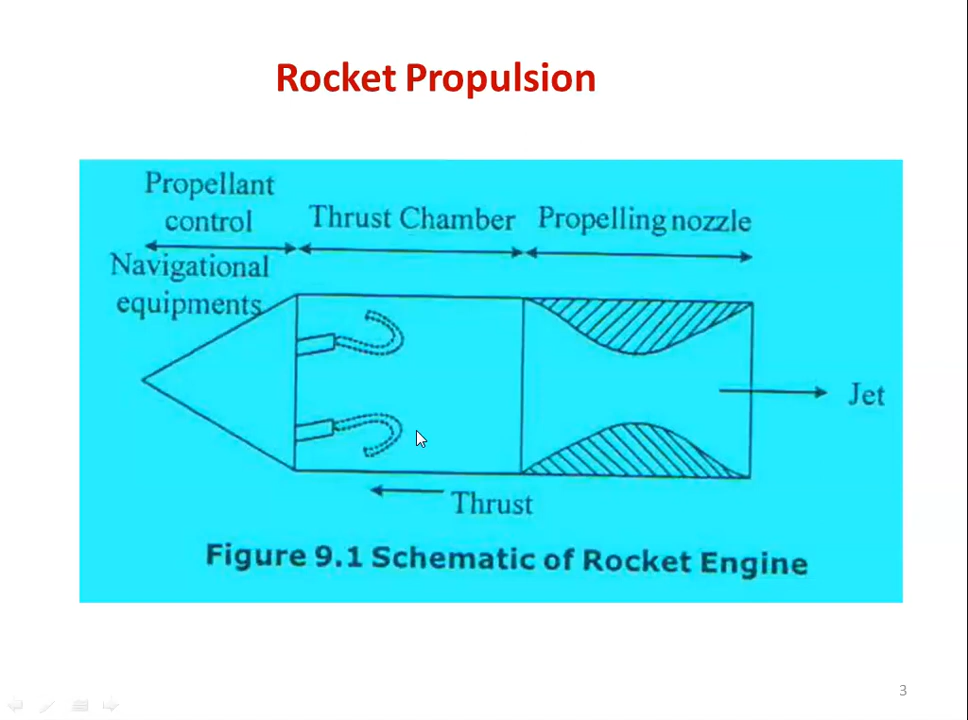 Rocket Propulsion
Propellant
control
Thrust Chamber
Propelling nozzle
Navigational
equipments
Jet
Thrust
Figure 9.1 Schematic of Rocket Engine
3